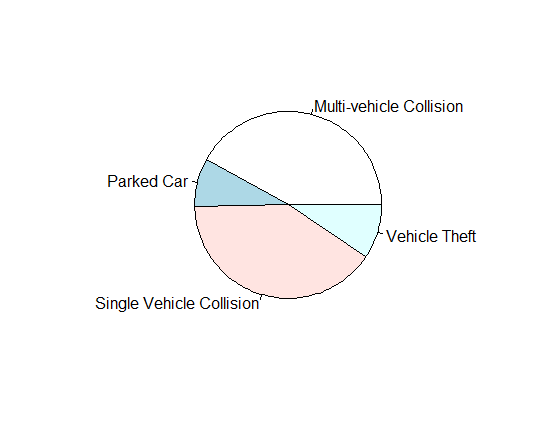 Multi-vehicle Collision
Parked Car
Vehicle Theft
Single Vehicle Collision